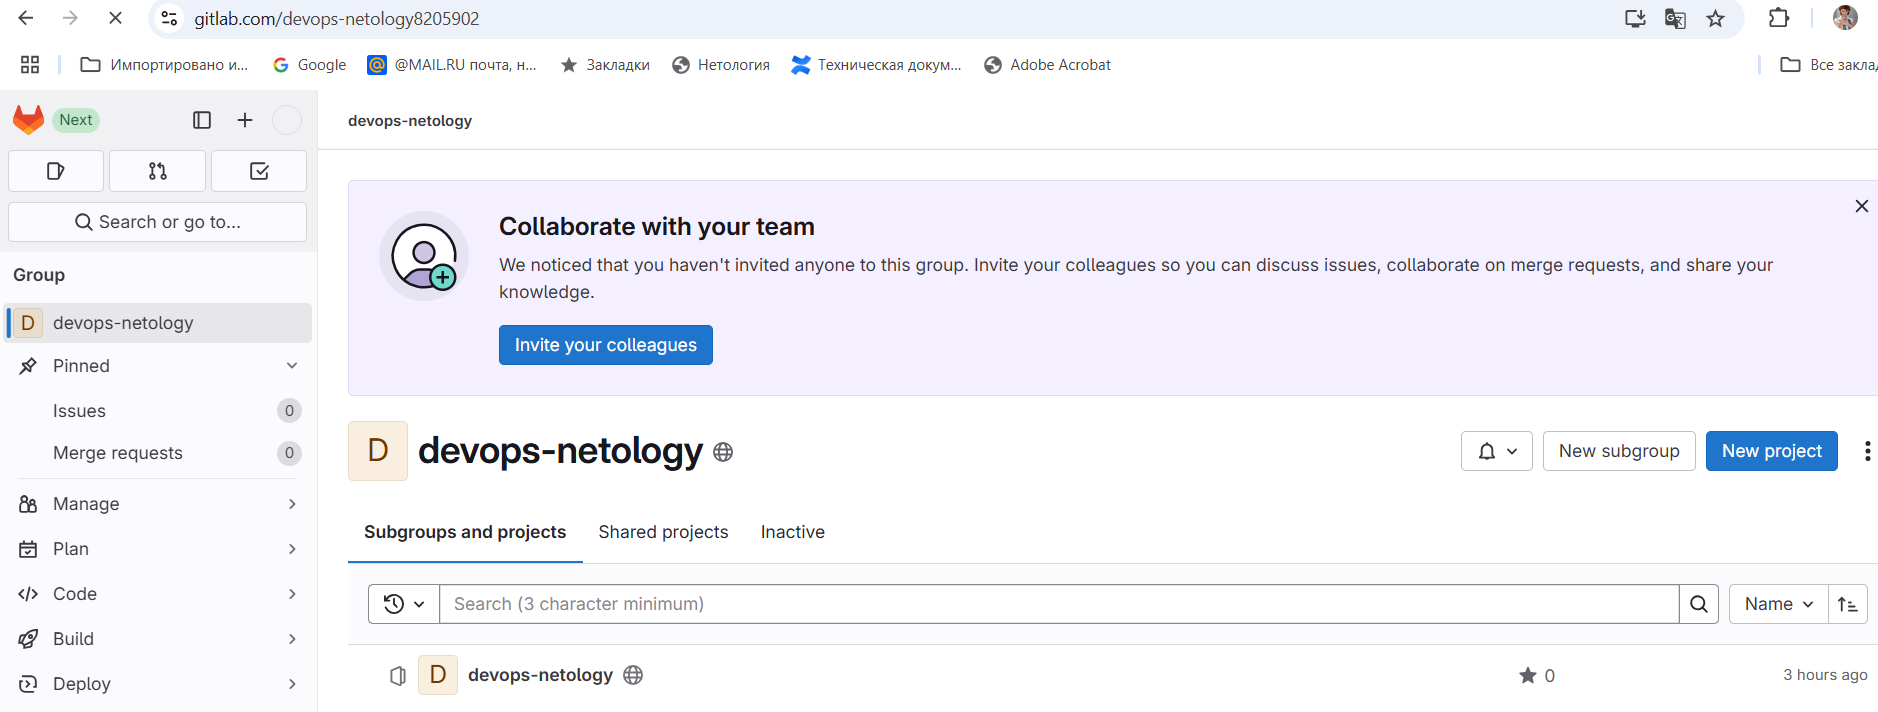 gitlab.com/devops-netology8205902
Импортировано и... Google @MAIL.RU почта, н... Закладки Нетология Техническая докум... Adobe Acrobat
Next
devops-netology
Search or go to...
Group
D devops-netology
Pinned
Issues 0
Merge requests 0
Manage
Plan
Code
Build
Deploy
Collaborate with your team
We noticed that you haven't invited anyone to this group. Invite your colleagues so you can discuss issues, collaborate on merge requests, and share your
knowledge.
Invite your colleagues
D devops-netology
New subgroup New project
Subgroups and projects Shared projects Inactive
Search (3 character minimum) Name
D devops-netology 0 3 hours ago